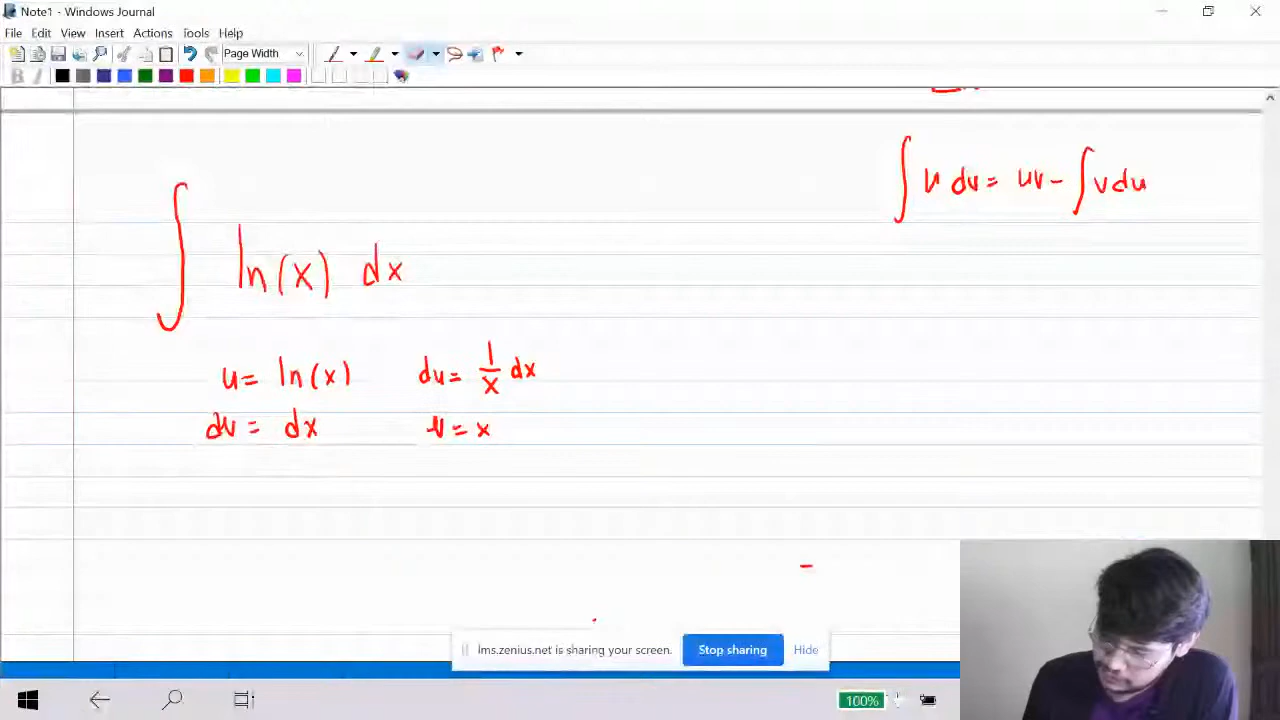 Note1 - Windows Journal
File Edit View Insert Actions Tools Help
Page Width
B I
∫ u dv = uv - ∫ v du
∫ ln(x) dx
u = ln(x) du = 1/x dx
dv = dx v = x
lms.zenius.net is sharing your screen. Stop sharing Hide
100%